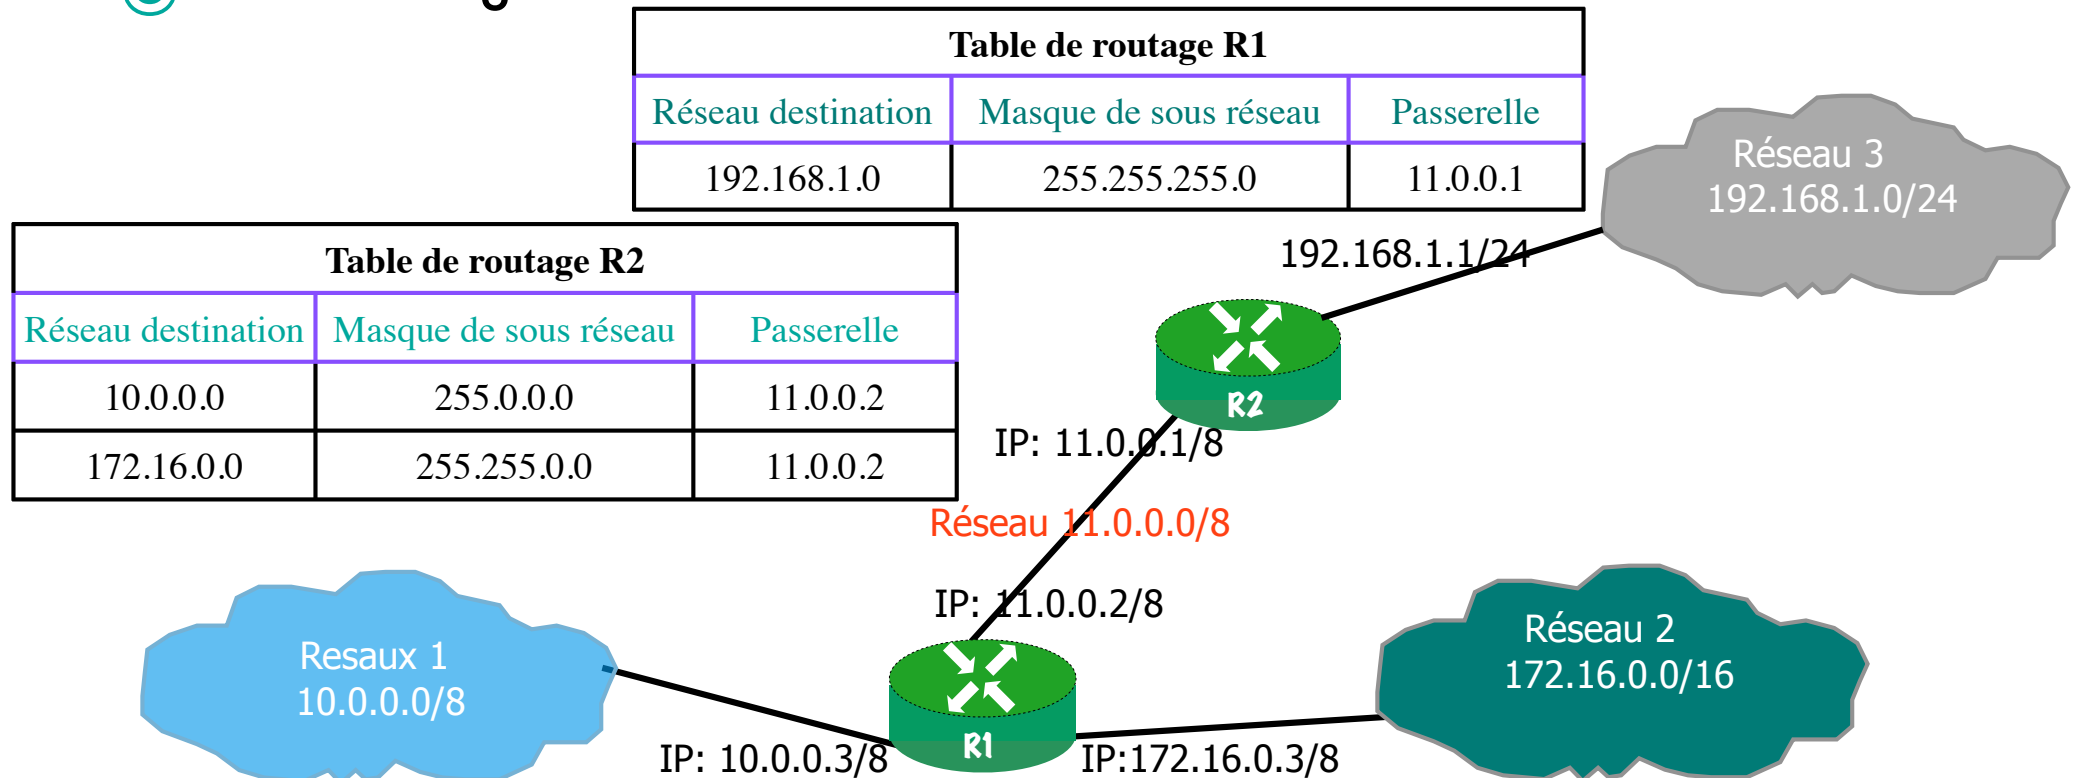 Table de routage R1
Réseau destination Masque de sous réseau Passerelle
192.168.1.0 255.255.255.0 11.0.0.1
Réseau 3
192.168.1.0/24
192.168.1.1/24
Table de routage R2
Réseau destination Masque de sous réseau Passerelle
10.0.0.0 255.0.0.0 11.0.0.2
172.16.0.0 255.255.0.0 11.0.0.2
R2
IP: 11.0.0.1/8
Réseau 11.0.0.0/8
IP: 11.0.0.2/8
Resaux 1
10.0.0.0/8
Réseau 2
172.16.0.0/16
R1
IP: 10.0.0.3/8
IP:172.16.0.3/8